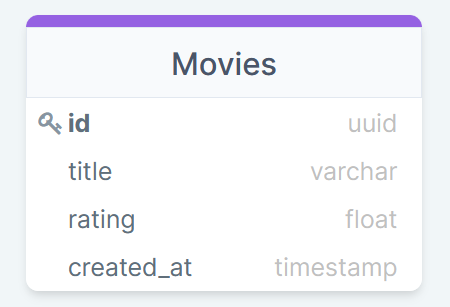 Movies
id uuid
title varchar
rating float
created_at timestamp